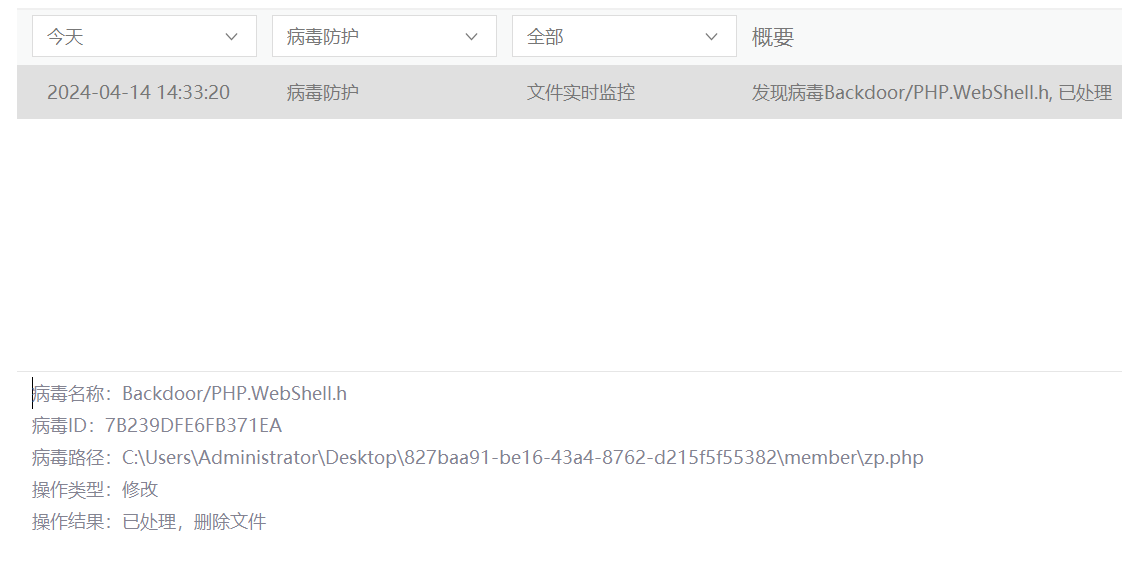 今天 病毒防护 全部 概要
2024-04-14 14:33:20 病毒防护 文件实时监控 发现病毒Backdoor/PHP.WebShell.h, 已处理
病毒名称：Backdoor/PHP.WebShell.h
病毒ID：7B239DFE6FB371EA
病毒路径：C:\Users\Administrator\Desktop\827baa91-be16-43a4-8762-d215f5f55382\member\zp.php
操作类型：修改
操作结果：已处理，删除文件